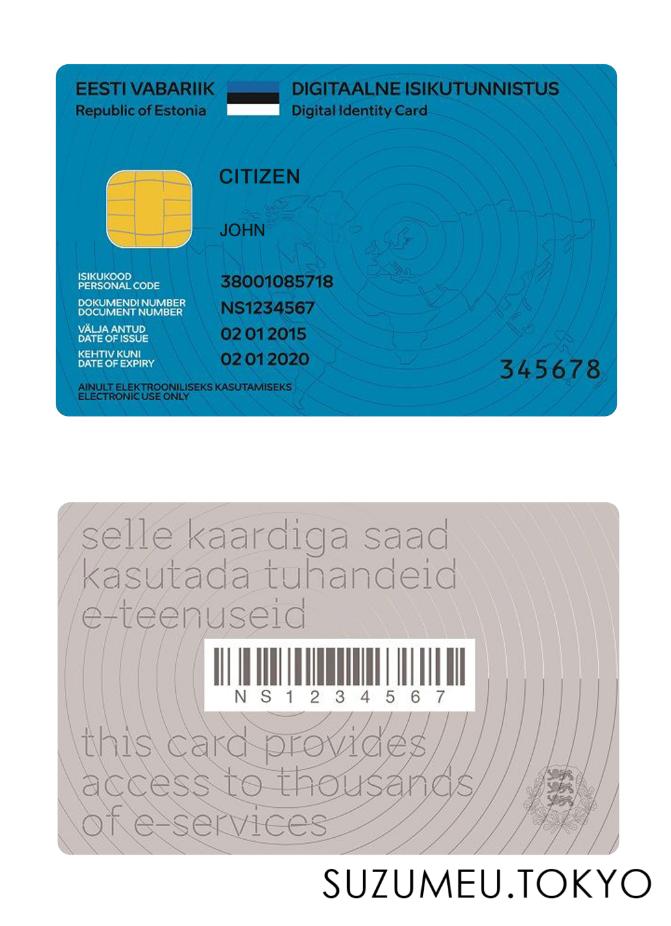 EESTI VABARIIK
Republic of Estonia
DIGITAALNE ISIKUTUNNISTUS
Digital Identity Card
CITIZEN
JOHN
ISIKUKOOD
PERSONAL CODE
38001085718
DOKUMENDI NUMBER
DOCUMENT NUMBER
NS1234567
VÄLJA ANTUD
DATE OF ISSUE
02 01 2015
KEHTIV KUNI
DATE OF EXPIRY
02 01 2020
345678
AINULT ELEKTROONILISEKS KASUTAMISEKS
ELECTRONIC USE ONLY
selle kaardiga saad
kasutada tuhandeid
e-teenuseid
NS1234567
this card provides
access to thousands
of e-services
SUZUMEU.TOKYO